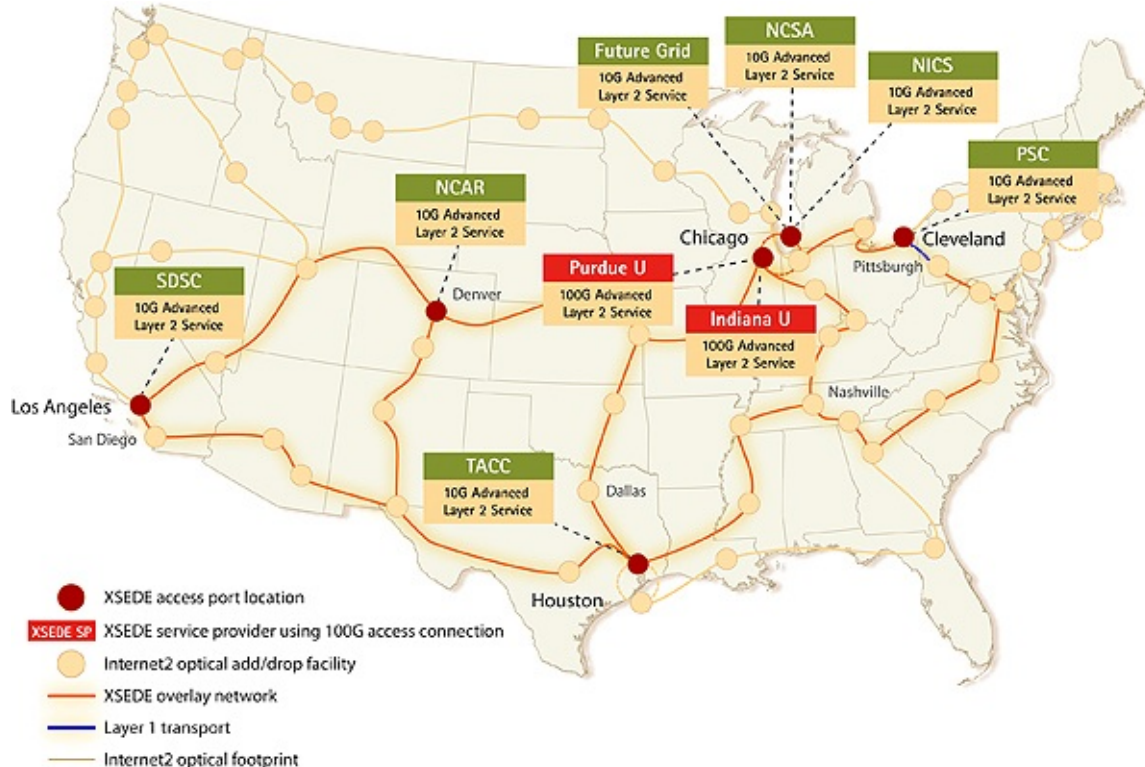 NCSA
10G Advanced
Layer 2 Service
Future Grid
10G Advanced
Layer 2 Service
NICS
10G Advanced
Layer 2 Service
PSC
10G Advanced
Layer 2 Service
NCAR
10G Advanced
Layer 2 Service
Chicago
Cleveland
Pittsburgh
Purdue U
100G Advanced
Layer 2 Service
SDSC
10G Advanced
Layer 2 Service
Denver
Indiana U
100G Advanced
Layer 2 Service
Los Angeles
San Diego
Nashville
TACC
10G Advanced
Layer 2 Service
Dallas
Houston
XSEDE access port location
XSEDE SP XSEDE service provider using 100G access connection
Internet2 optical add/drop facility
XSEDE overlay network
Layer 1 transport
Internet2 optical footprint